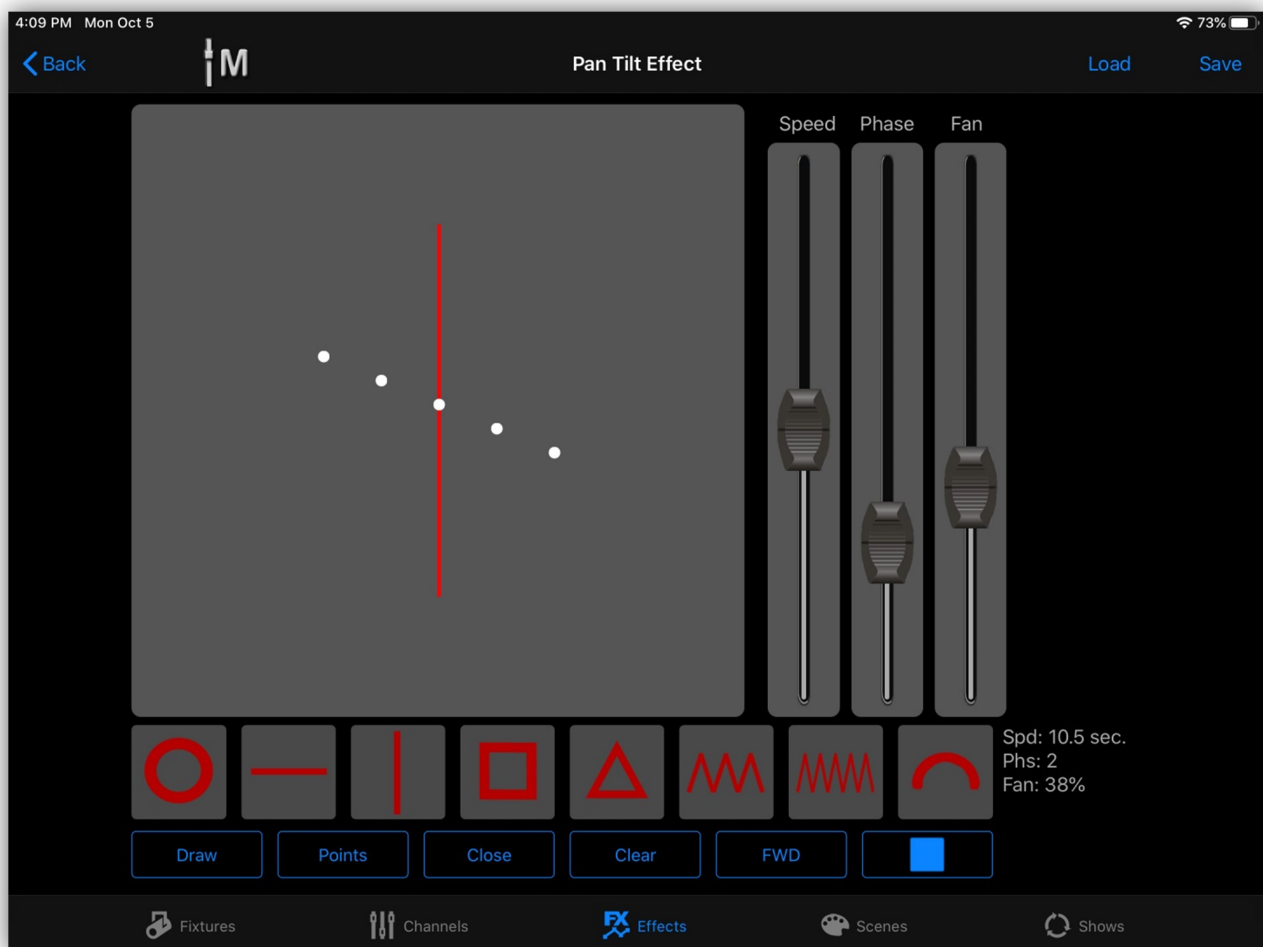 4:09 PM Mon Oct 5
73%
Back
M
Pan Tilt Effect
Load
Save
Speed
Phase
Fan
Spd: 10.5 sec.
Phs: 2
Fan: 38%
Draw
Points
Close
Clear
FWD
Fixtures
Channels
FX
Effects
Scenes
Shows